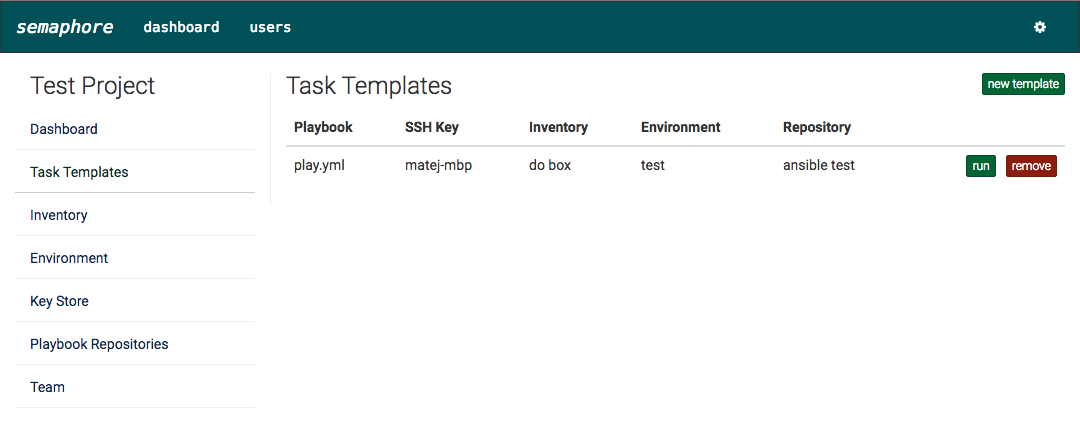 semaphore dashboard users
Test Project
Dashboard
Task Templates
Inventory
Environment
Key Store
Playbook Repositories
Team
Task Templates new template
Playbook SSH Key Inventory Environment Repository
play.yml matej-mbp do box test ansible test run remove